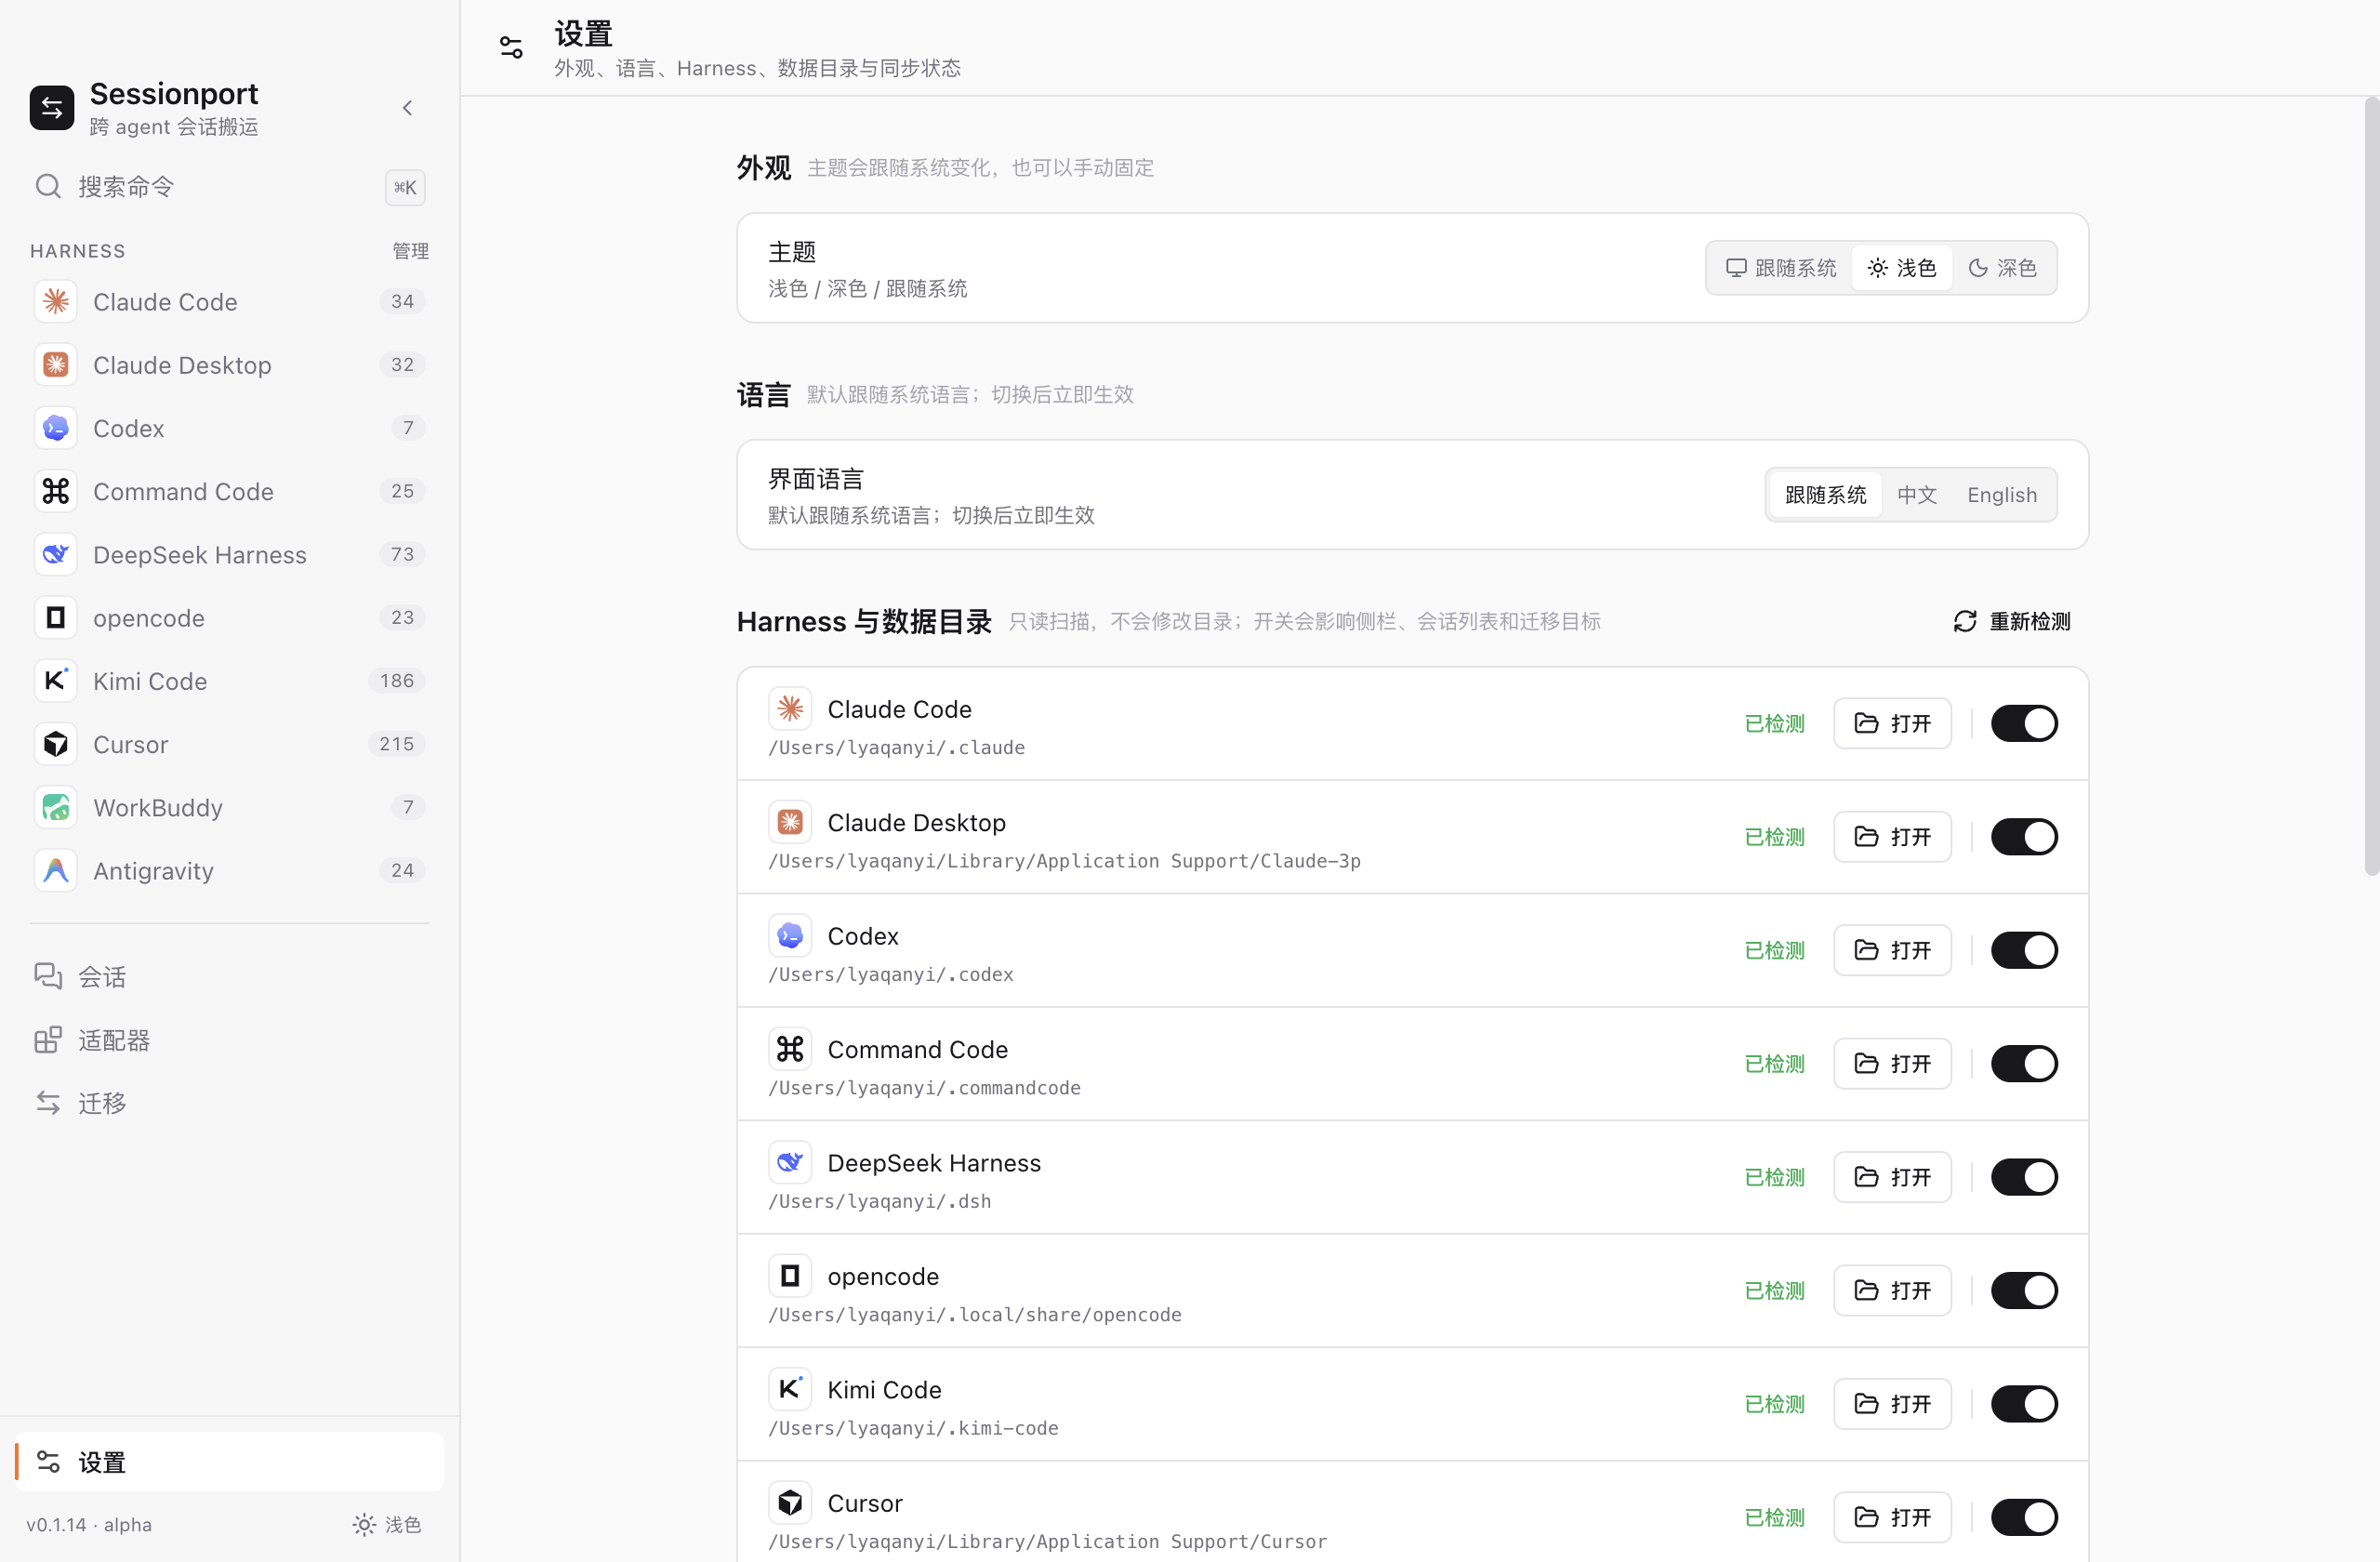 Sessionport
跨 agent 会话搬运
搜索命令
⌘K
HARNESS
管理
Claude Code
34
Claude Desktop
32
Codex
7
Command Code
25
DeepSeek Harness
73
opencode
23
Kimi Code
186
Cursor
215
WorkBuddy
7
Antigravity
24
会话
适配器
迁移
设置
v0.1.14 · alpha
浅色
设置
外观、语言、Harness、数据目录与同步状态
外观 主题会跟随系统变化，也可以手动固定
主题
浅色 / 深色 / 跟随系统
跟随系统 浅色 深色
语言 默认跟随系统语言；切换后立即生效
界面语言
默认跟随系统语言；切换后立即生效
跟随系统 中文 English
Harness 与数据目录 只读扫描，不会修改目录；开关会影响侧栏、会话列表和迁移目标
重新检测
Claude Code
/Users/lyaqanyi/.claude
已检测 打开
Claude Desktop
/Users/lyaqanyi/Library/Application Support/Claude-3p
已检测 打开
Codex
/Users/lyaqanyi/.codex
已检测 打开
Command Code
/Users/lyaqanyi/.commandcode
已检测 打开
DeepSeek Harness
/Users/lyaqanyi/.dsh
已检测 打开
opencode
/Users/lyaqanyi/.local/share/opencode
已检测 打开
Kimi Code
/Users/lyaqanyi/.kimi-code
已检测 打开
Cursor
/Users/lyaqanyi/Library/Application Support/Cursor
已检测 打开